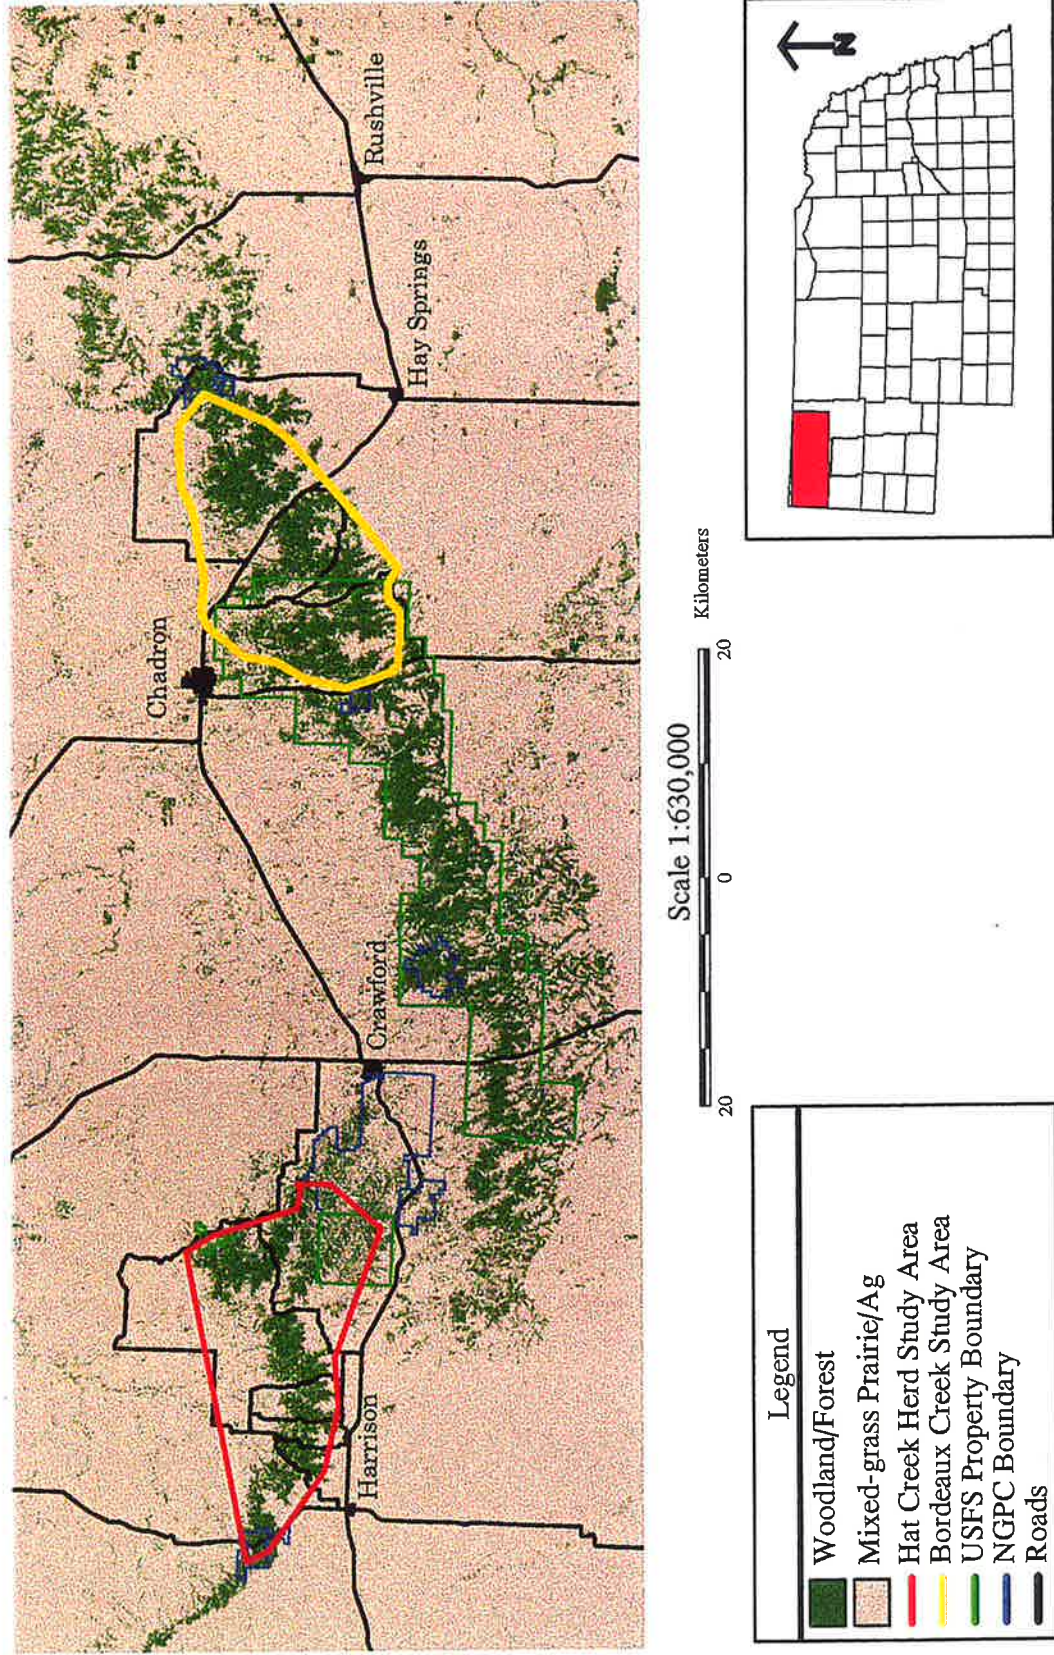 Rushville
Hay Springs
Chadron
Crawford
Harrison
Scale 1:630,000
20
0
20
Kilometers
N
Legend
Woodland/Forest
Mixed-grass Prairie/Ag
Hat Creek Herd Study Area
Bordeaux Creek Study Area
USFS Property Boundary
NGPC Boundary
Roads